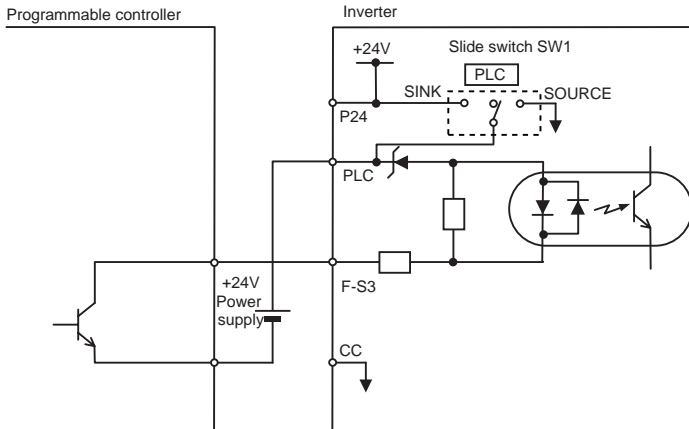 Programmable controller
Inverter
Slide switch SW1
+24V
PLC
SINK
SOURCE
P24
PLC
+24V
Power
supply
F-S3
CC